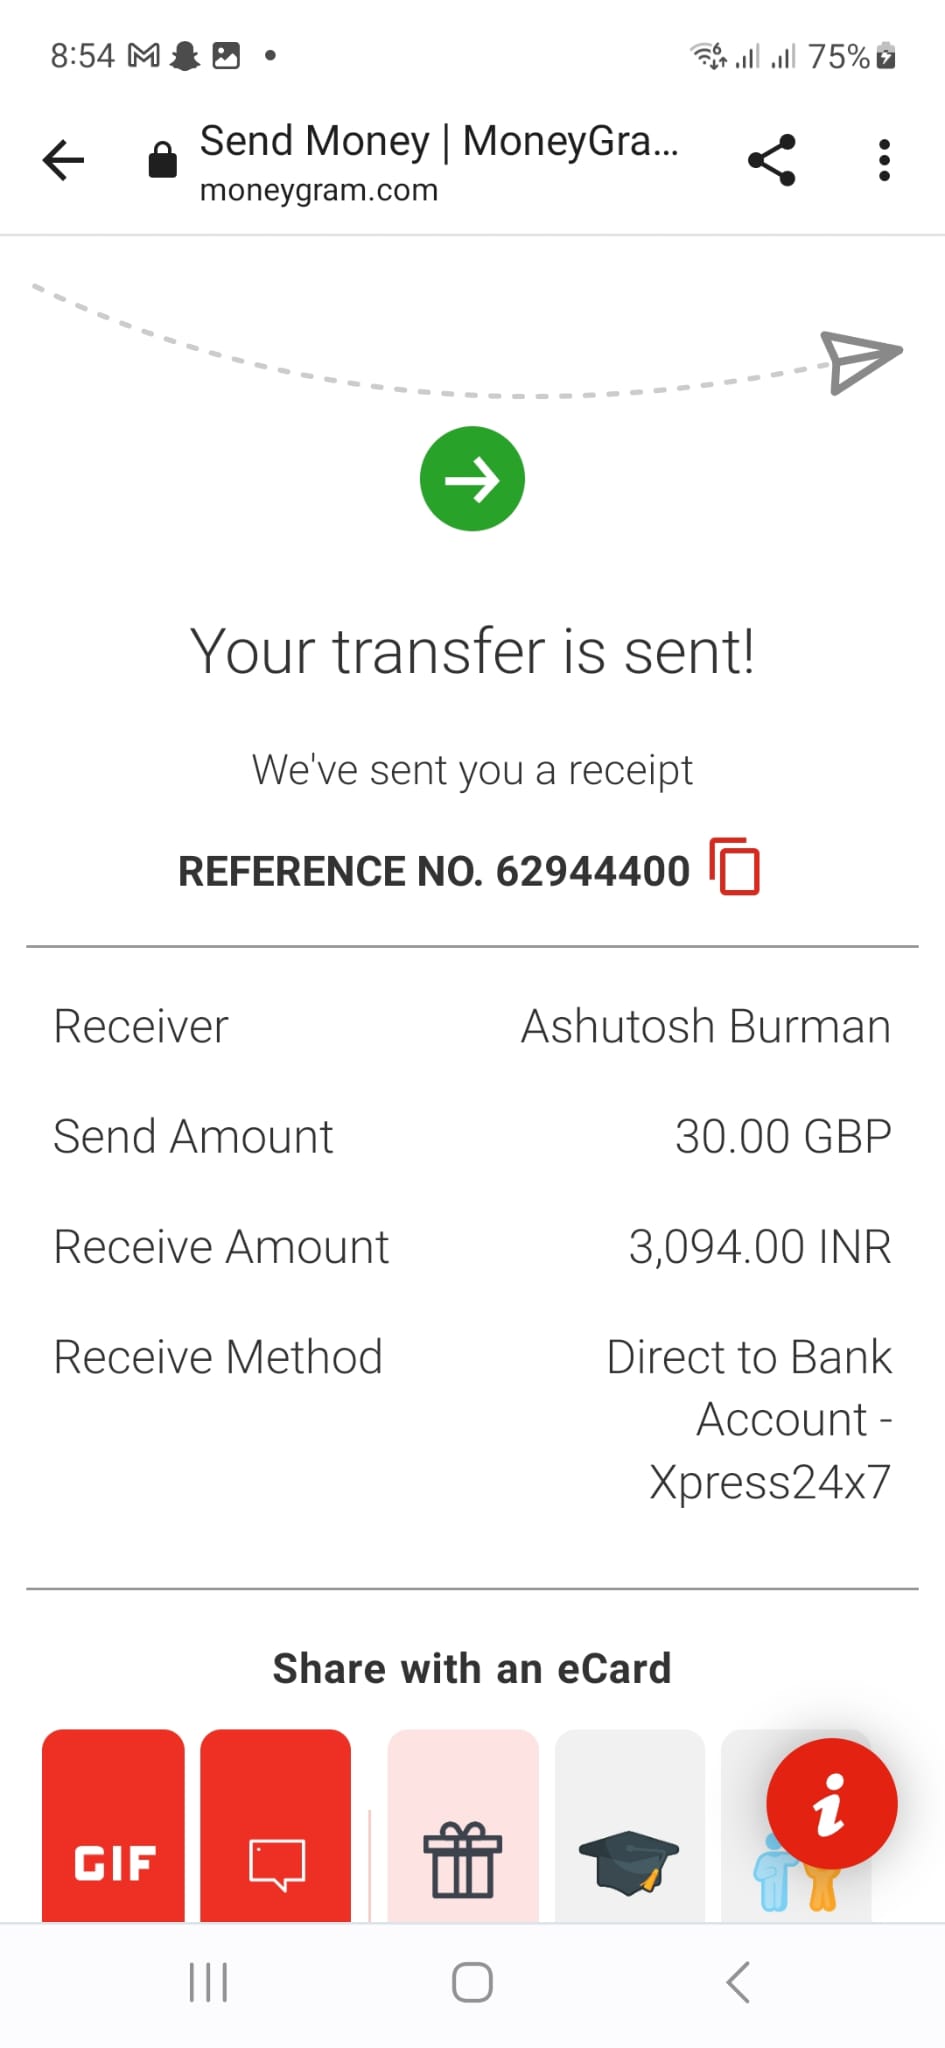 8:54
75%
Send Money | MoneyGra...
moneygram.com
Your transfer is sent!
We've sent you a receipt
REFERENCE NO. 62944400
Receiver Ashutosh Burman
Send Amount 30.00 GBP
Receive Amount 3,094.00 INR
Receive Method Direct to Bank
Account -
Xpress24x7
Share with an eCard
GIF